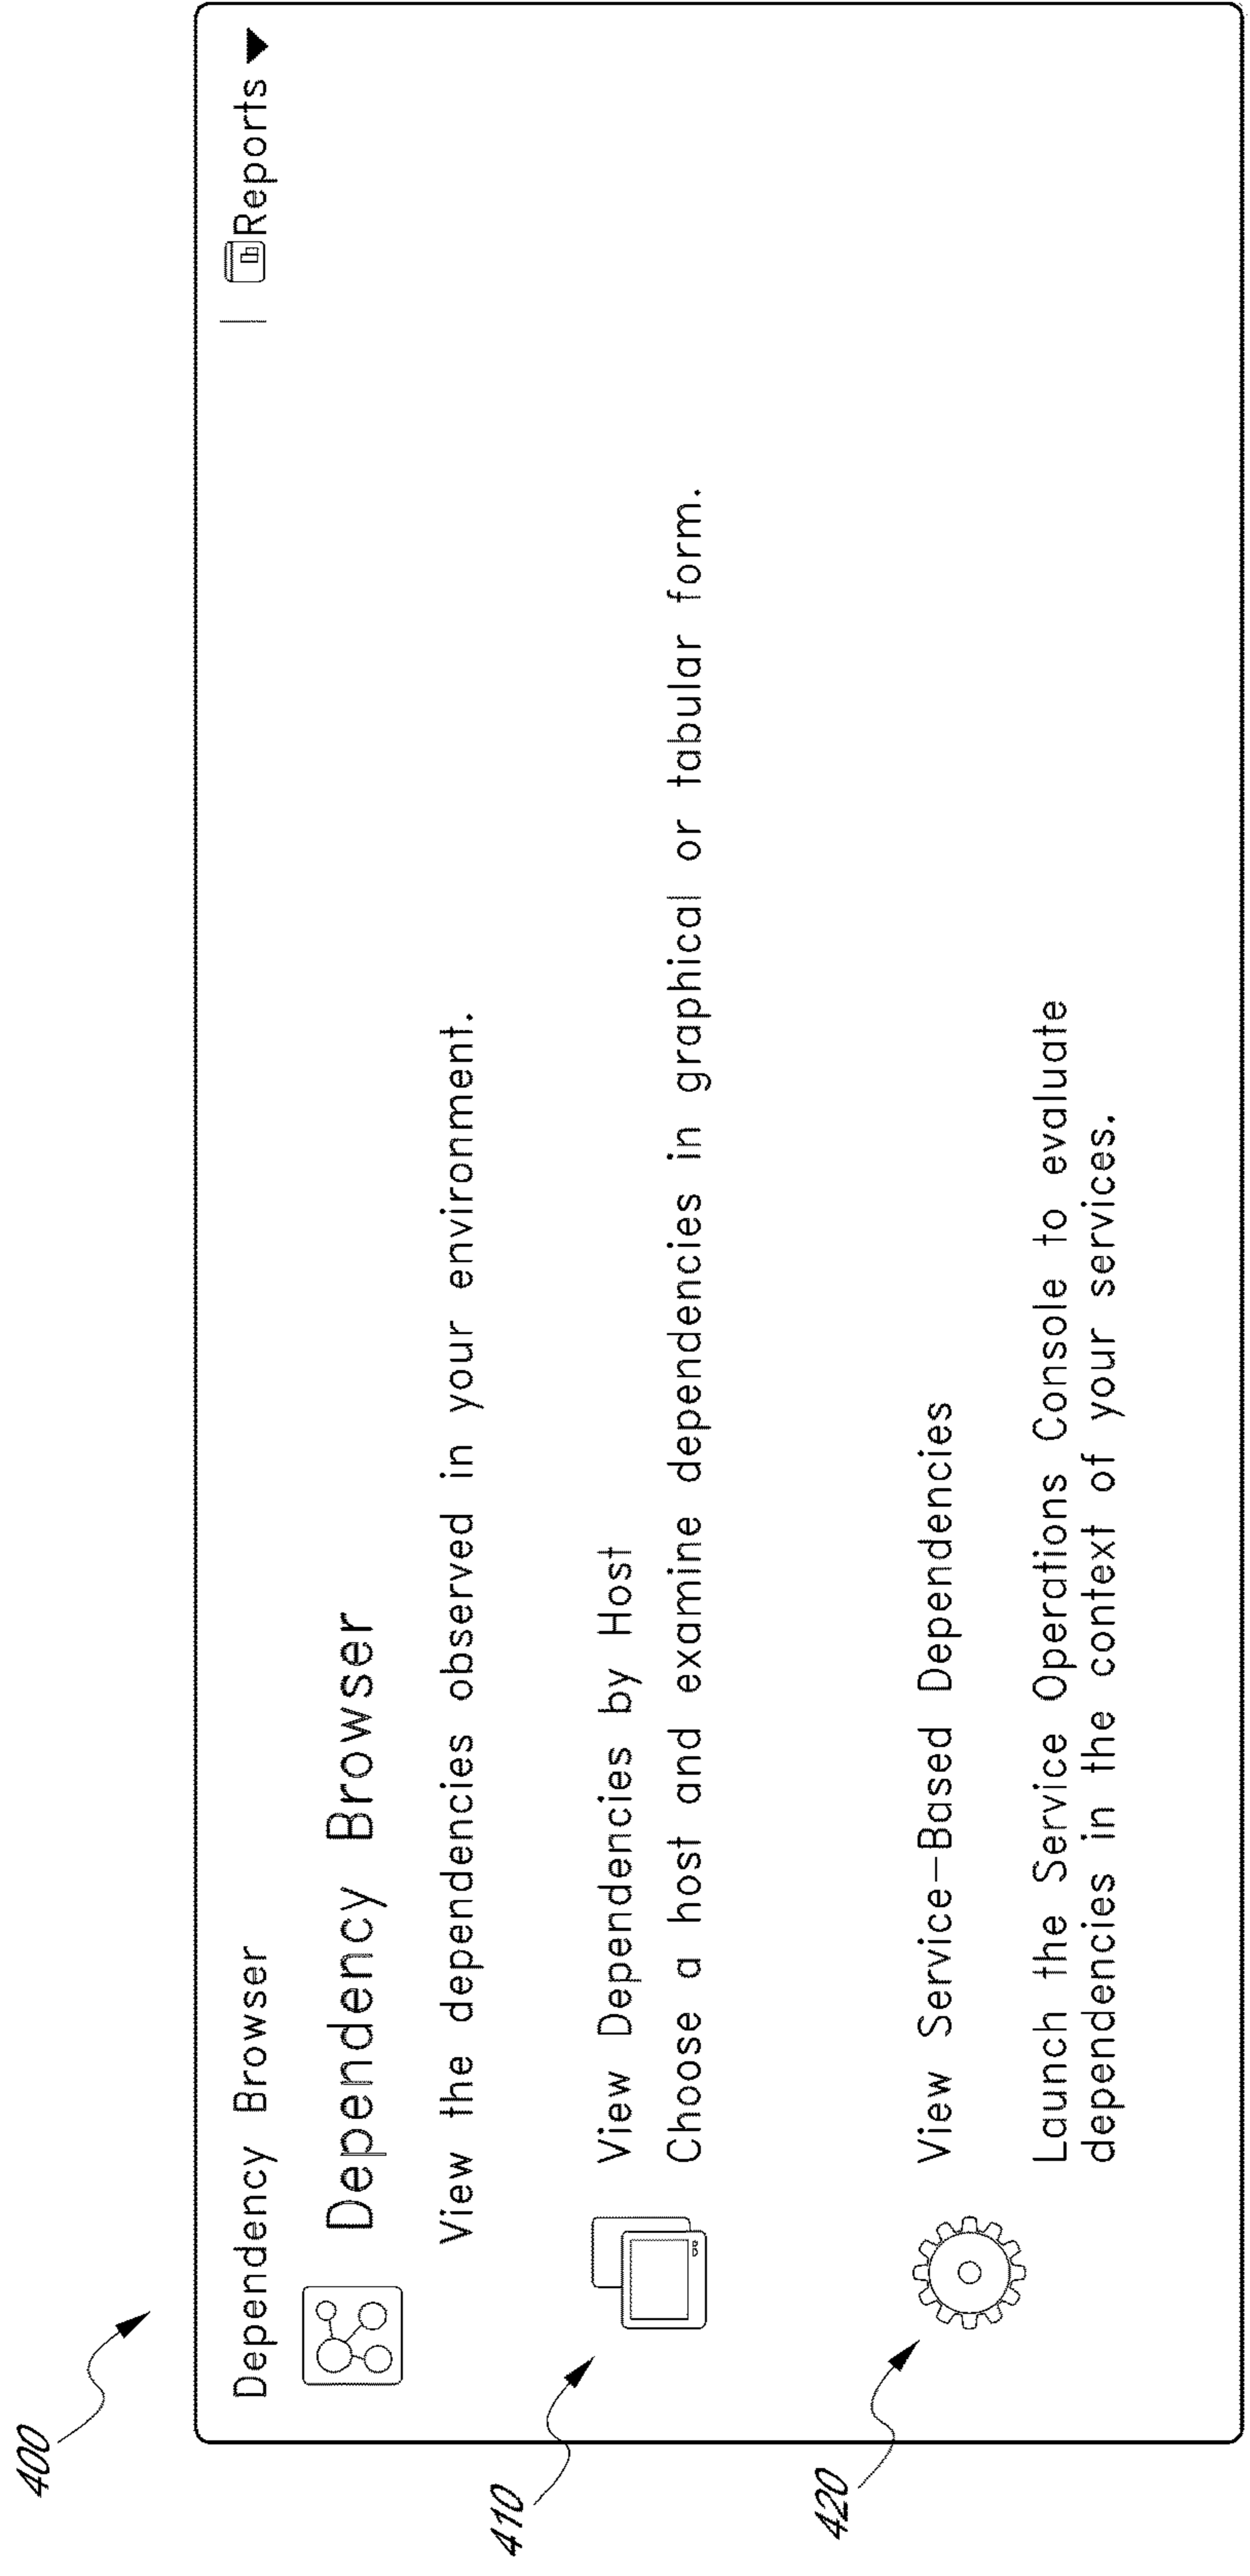 400
Dependency Browser | Reports
Dependency Browser
View the dependencies observed in your environment.
410
View Dependencies by Host
Choose a host and examine dependencies in graphical or tabular form.
420
View Service-Based Dependencies
Launch the Service Operations Console to evaluate
dependencies in the context of your services.